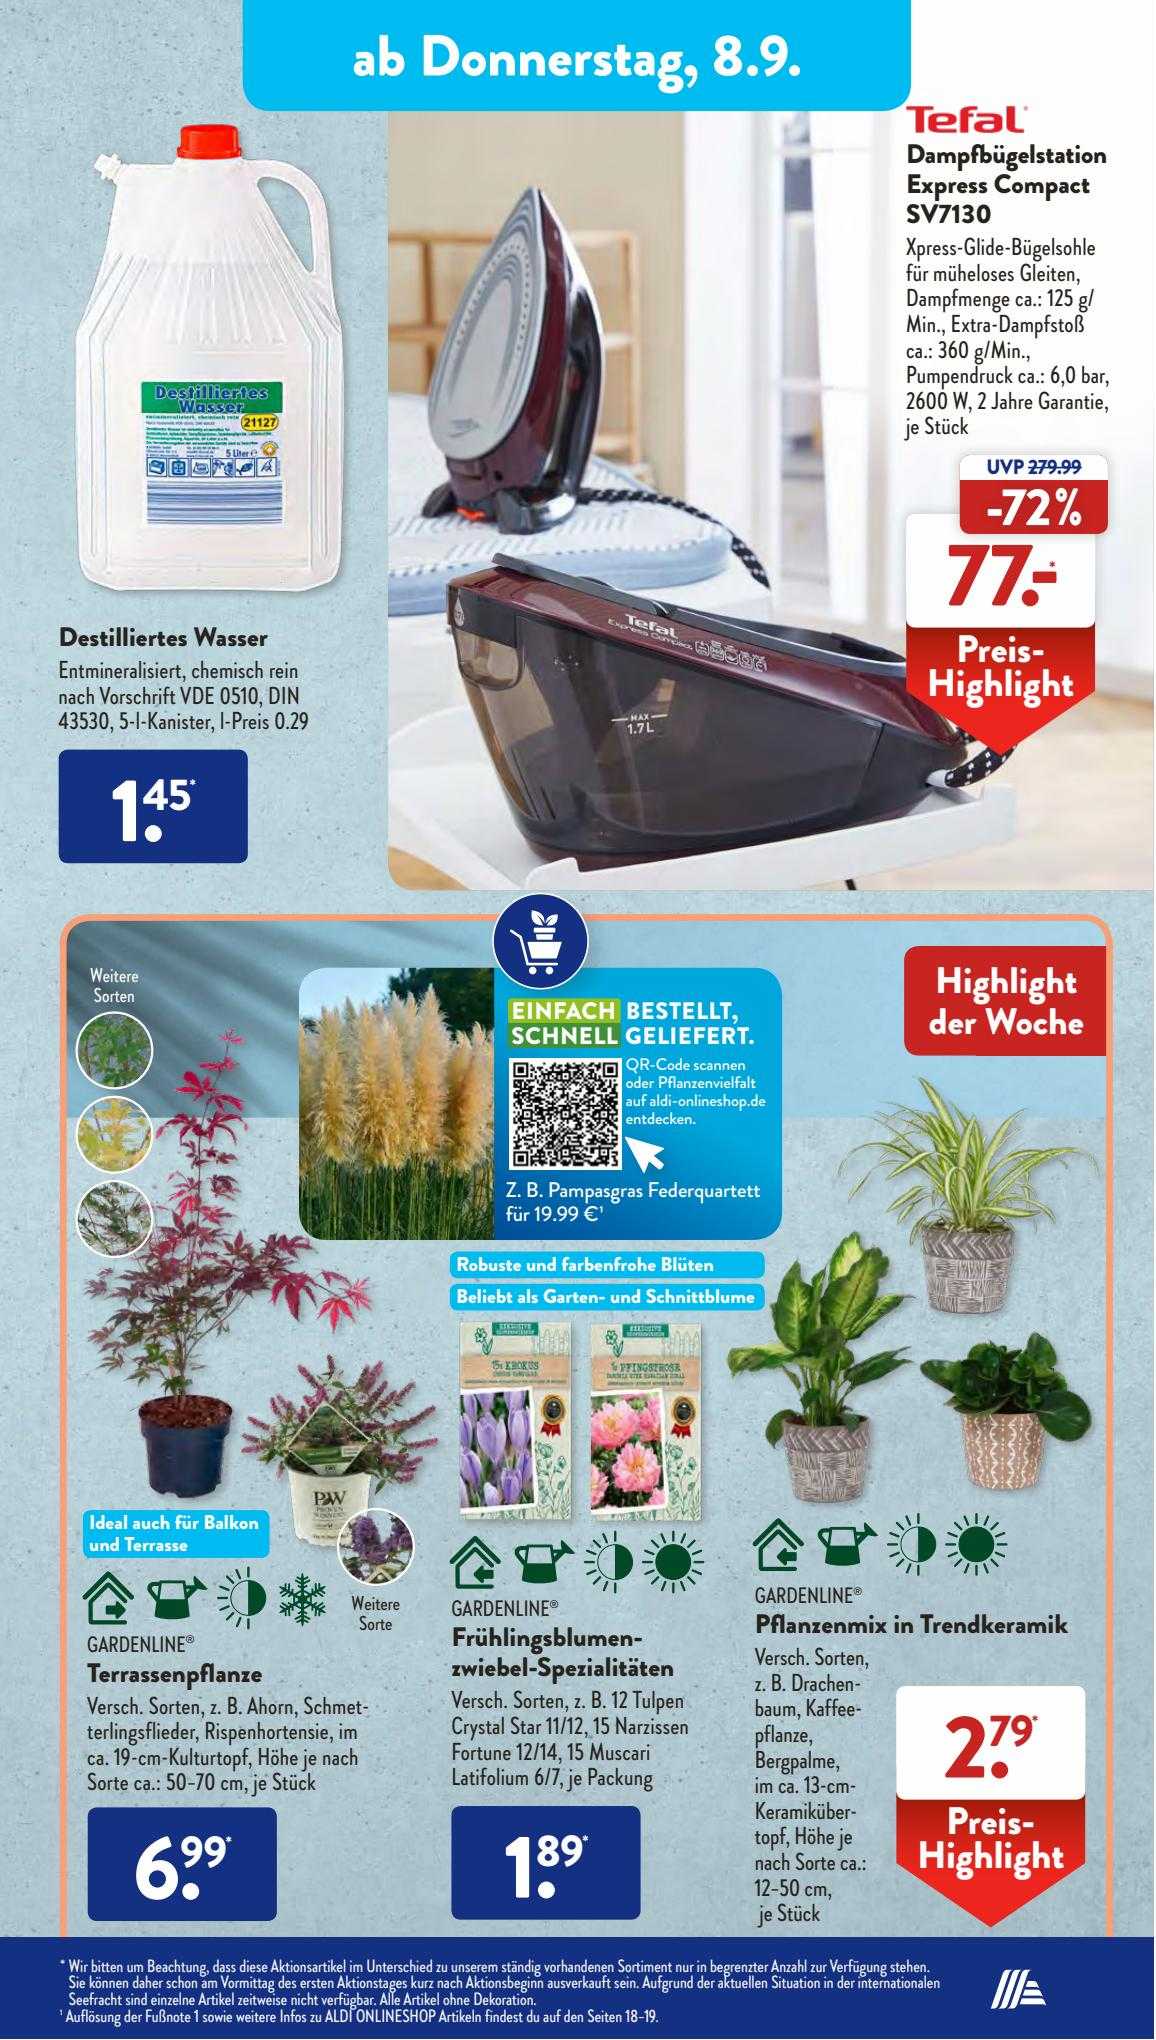 ab Donnerstag, 8.9.
Tefal
Dampfbügelstation
Express Compact
SV7130
Xpress-Glide-Bügelsohle
für müheloses Gleiten,
Dampfmenge ca.: 125 g/
Min., Extra-Dampfstoß
ca.: 360 g/Min.,
Pumpendruck ca.: 6,0 bar,
2600 W, 2 Jahre Garantie,
je Stück
UVP 279.99
-72%
77.-*
Preis-
Highlight
Tefal
Express Compact
MAX
1.7 L
Destilliertes
Wasser
21127
5 Liter e
Destilliertes Wasser
Entmineralisiert, chemisch rein
nach Vorschrift VDE 0510, DIN
43530, 5-l-Kanister, l-Preis 0.29
1.45*
Weitere
Sorten
EINFACH BESTELLT,
SCHNELL GELIEFERT.
QR-Code scannen
oder Pflanzenvielfalt
auf aldi-onlineshop.de
entdecken.
Z. B. Pampasgras Federquartett
für 19.99 €¹
Highlight
der Woche
Robuste und farbenfrohe Blüten
Beliebt als Garten- und Schnittblume
15x KROKUS
1x PFINGSTROSE
PW
PROVEN
WINNERS
Ideal auch für Balkon
und Terrasse
Weitere
Sorte
GARDENLINE®
Terrassenpflanze
Versch. Sorten, z. B. Ahorn, Schmet-
terlingsflieder, Rispenhortensie, im
ca. 19-cm-Kulturtopf, Höhe je nach
Sorte ca.: 50–70 cm, je Stück
6.99*
GARDENLINE®
Frühlingsblumen-
zwiebel-Spezialitäten
Versch. Sorten, z. B. 12 Tulpen
Crystal Star 11/12, 15 Narzissen
Fortune 12/14, 15 Muscari
Latifolium 6/7, je Packung
1.89*
GARDENLINE®
Pflanzenmix in Trendkeramik
Versch. Sorten,
z. B. Drachen-
baum, Kaffee-
pflanze,
Bergpalme,
im ca. 13-cm-
Keramiküber-
topf, Höhe je
nach Sorte ca.:
12–50 cm,
je Stück
2.79*
Preis-
Highlight
* Wir bitten um Beachtung, dass diese Aktionsartikel im Unterschied zu unserem ständig vorhandenen Sortiment nur in begrenzter Anzahl zur Verfügung stehen.
Sie können daher schon am Vormittag des ersten Aktionstages kurz nach Aktionsbeginn ausverkauft sein. Aufgrund der aktuellen Situation in der internationalen
Seefracht sind einzelne Artikel zeitweise nicht verfügbar. Alle Artikel ohne Dekoration.
¹ Auflösung der Fußnote 1 sowie weitere Infos zu ALDI ONLINESHOP Artikeln findest du auf den Seiten 18–19.